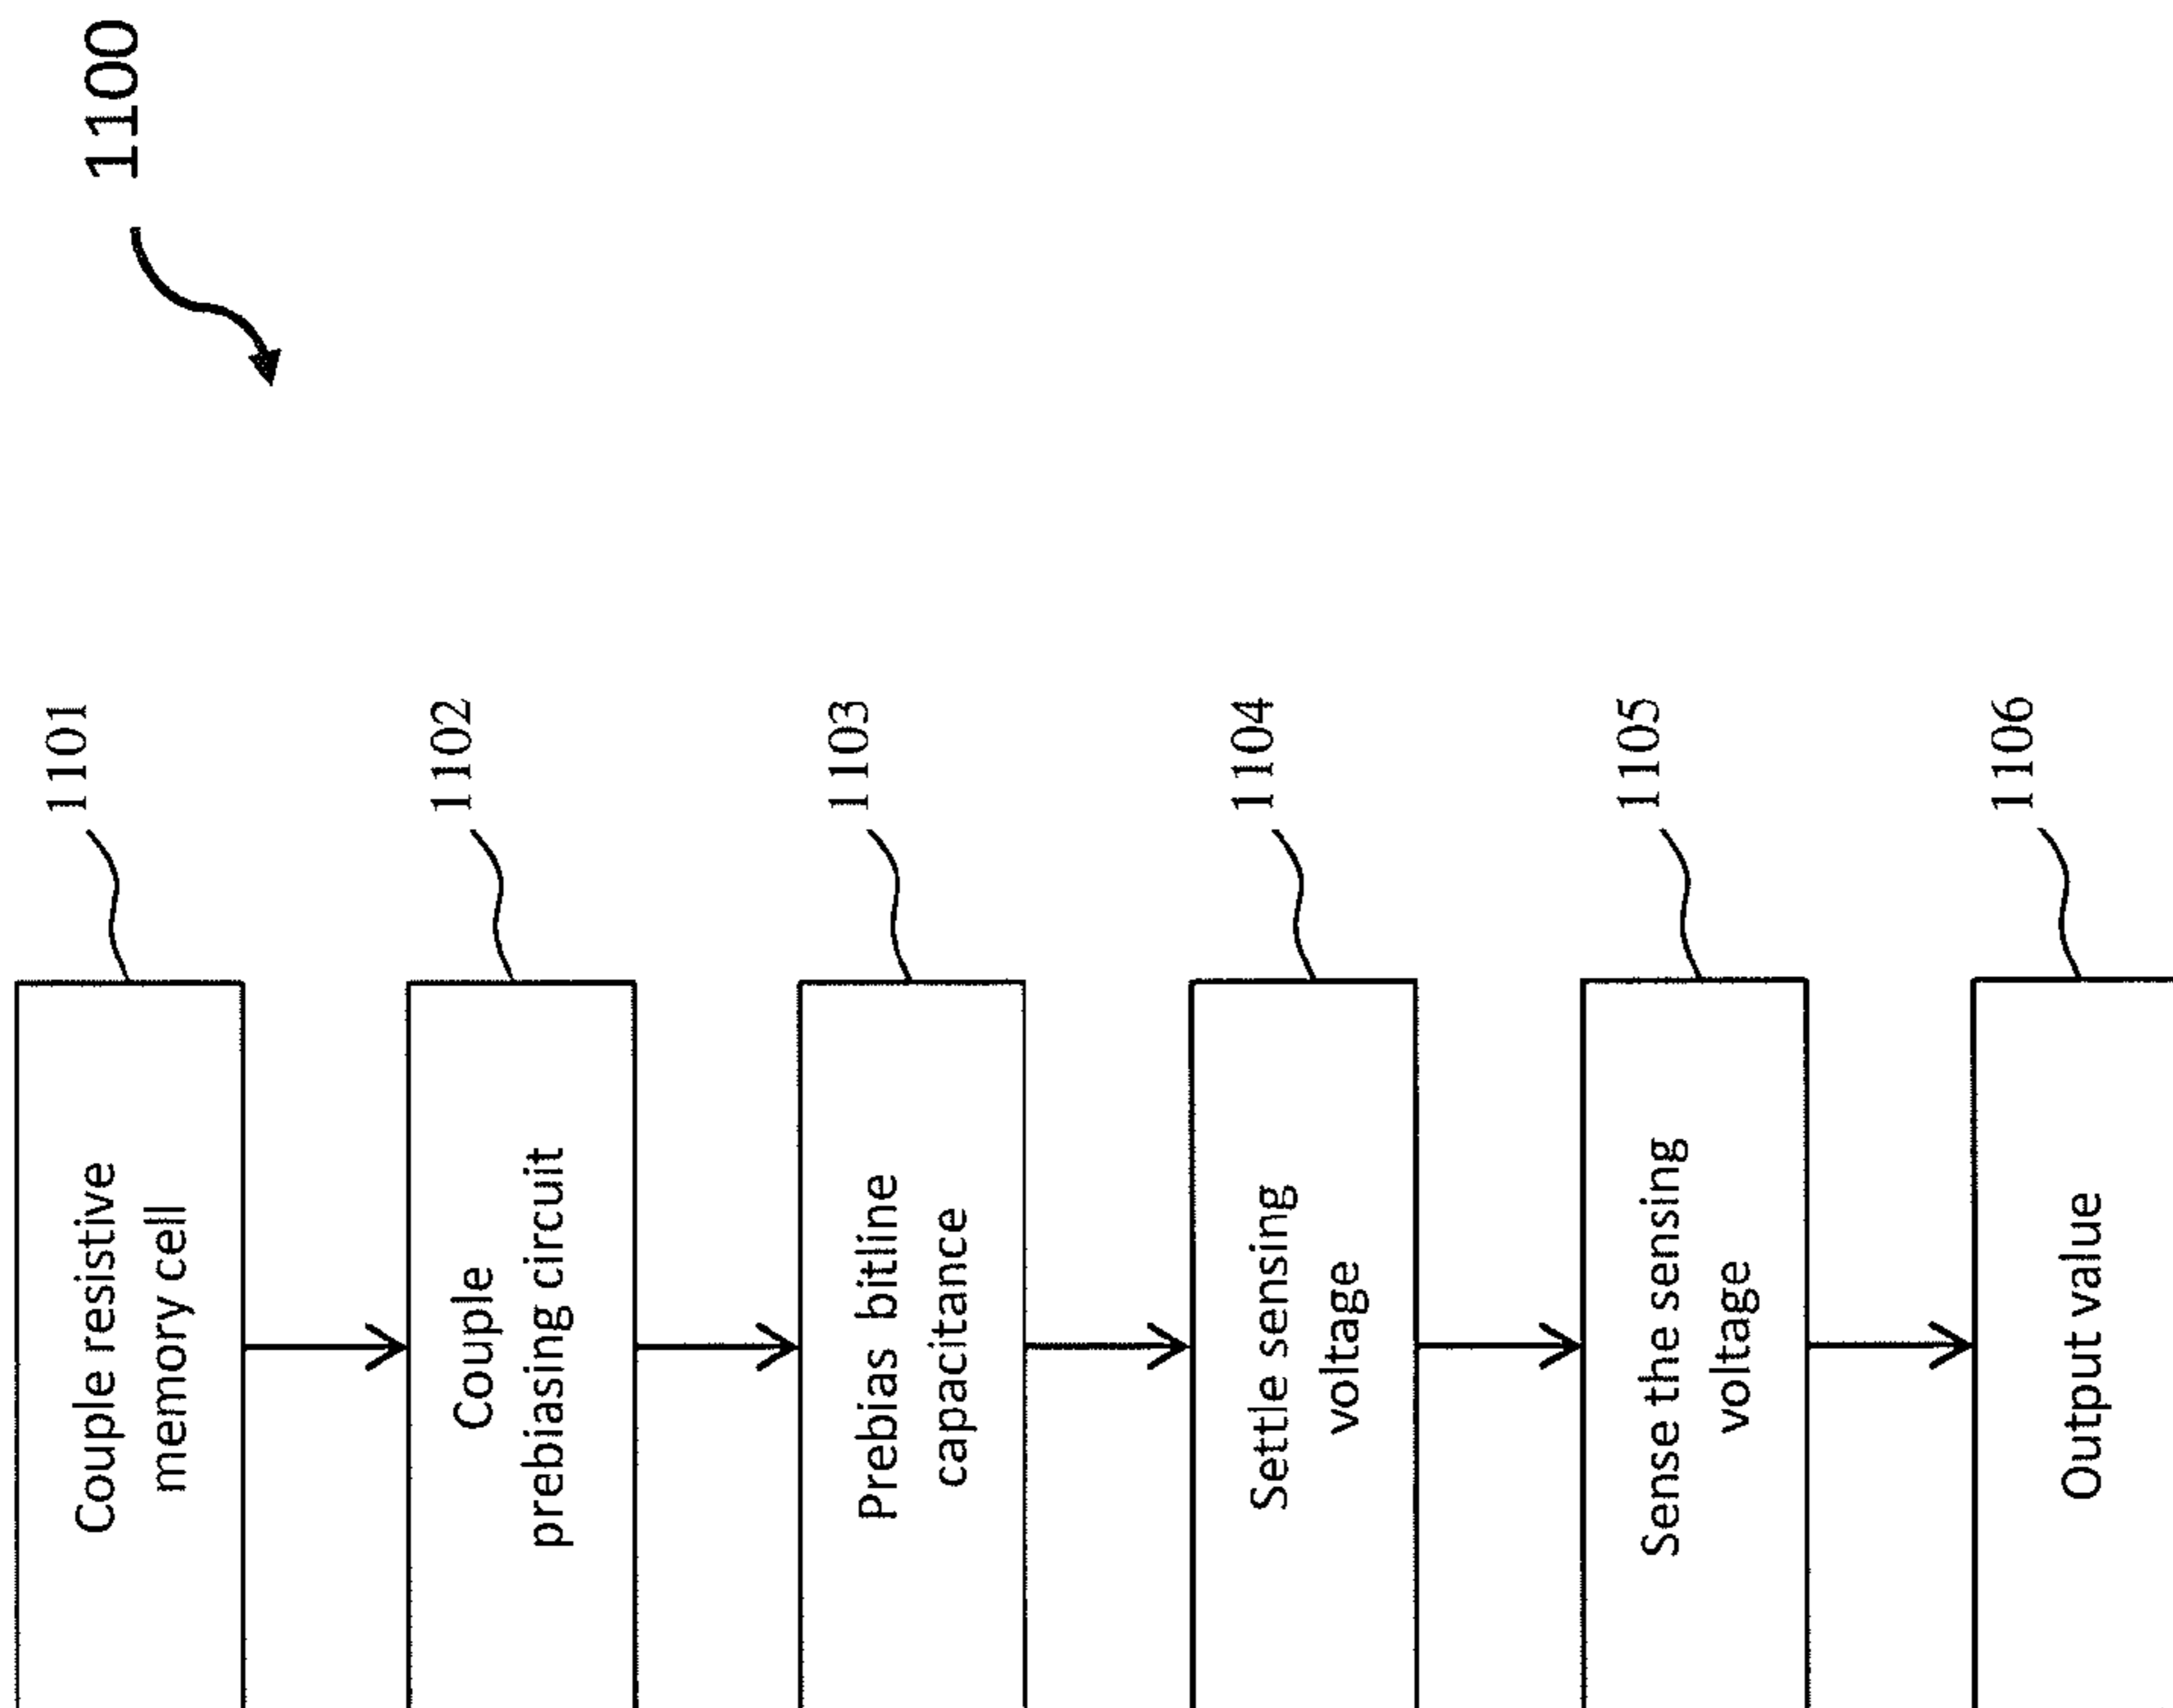 1100
1101
Couple resistive
memory cell
1102
Couple
prebiasing circuit
1103
Prebias bitline
capacitance
1104
Settle sensing
voltage
1105
Sense the sensing
voltage
1106
Output value